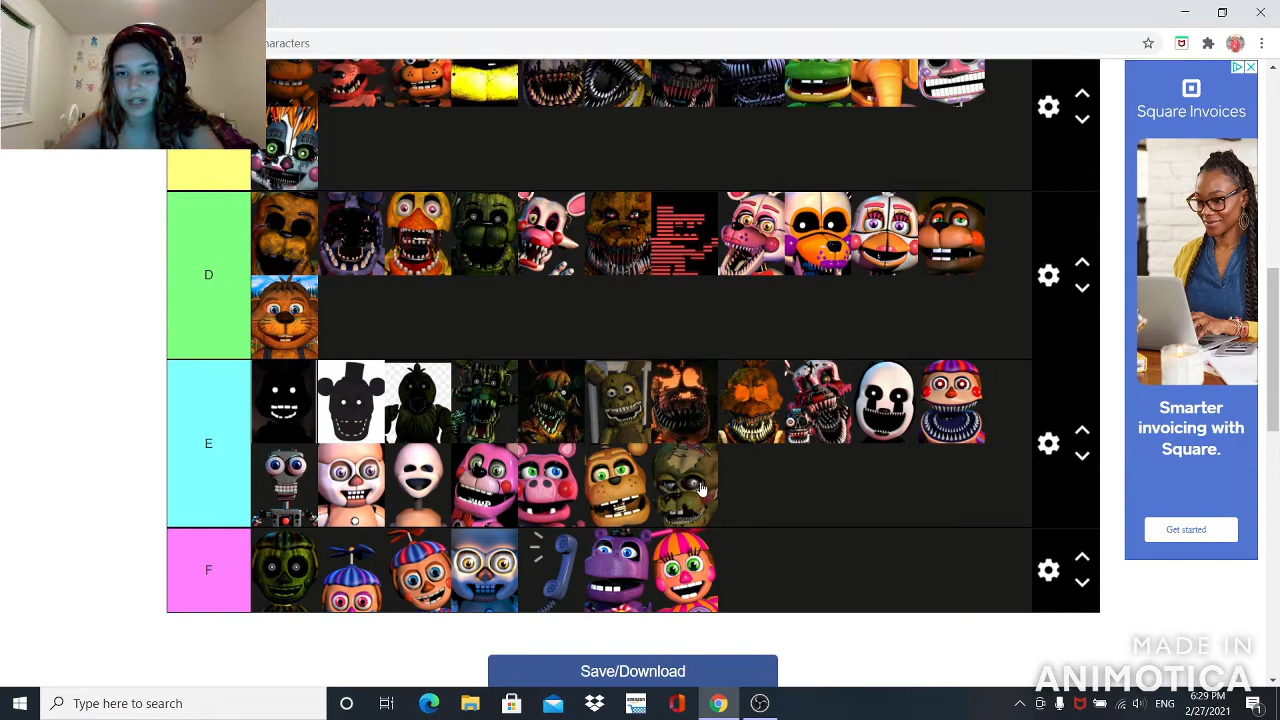 haracters
Square Invoices
D
E
F
Smarter
invoicing with
Square.
Get started
Save/Download
MADE IN
ANIMOTICA
Type here to search
amazon
6:29 PM
2/27/2021